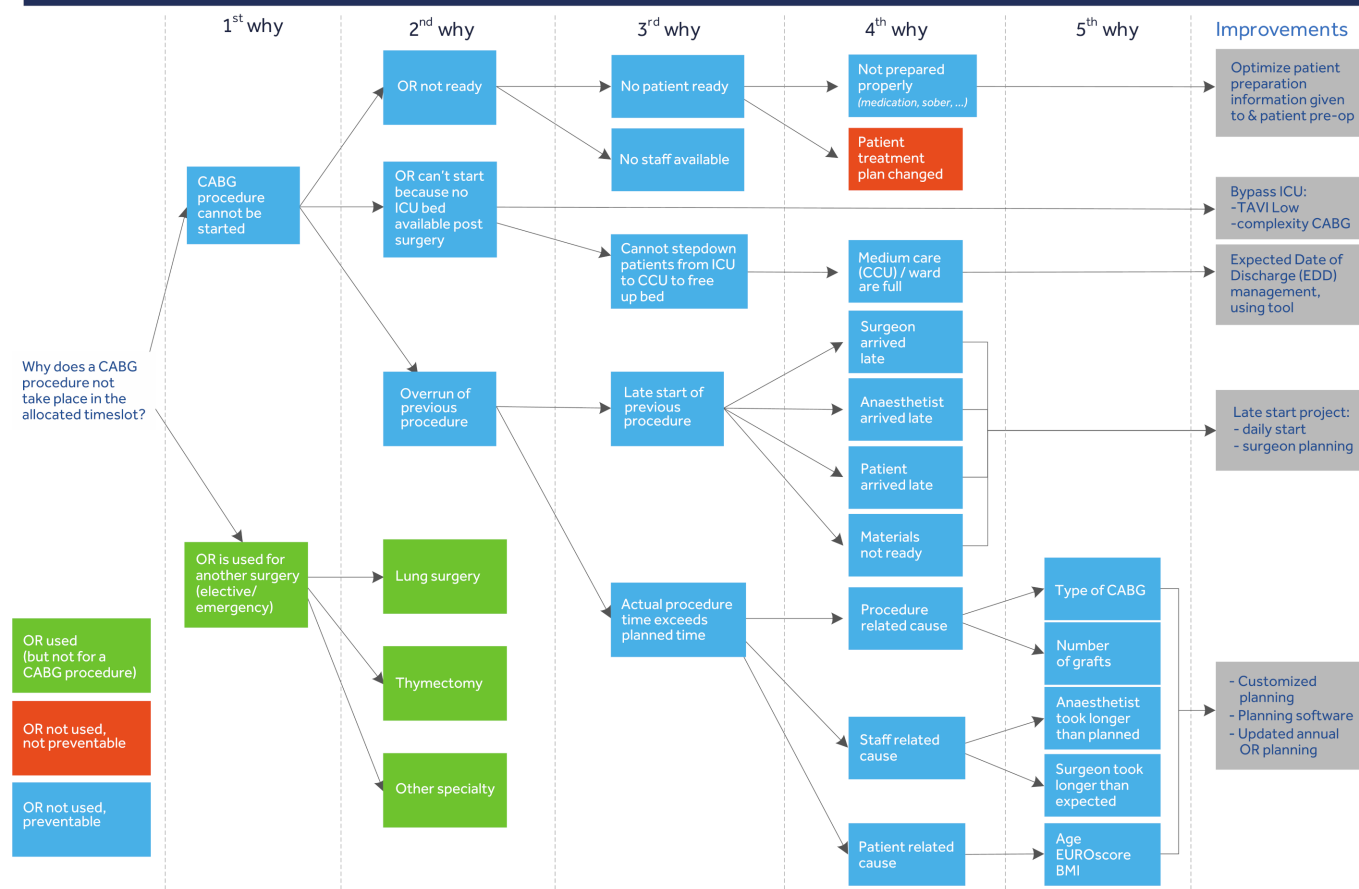 1st why
2nd why
3rd why
4th why
5th why
Improvements
Why does a CABG
procedure not
take place in the
allocated timeslot?
CABG
procedure
cannot be
started
OR is used for
another surgery
(elective/
emergency)
OR not ready
OR can't start
because no
ICU bed
available post
surgery
Overrun of
previous
procedure
Lung surgery
Thymectomy
Other specialty
No patient ready
No staff available
Cannot stepdown
patients from ICU
to CCU to free
up bed
Late start of
previous
procedure
Actual procedure
time exceeds
planned time
Not prepared
properly
(medication, sober, ...)
Patient
treatment
plan changed
Medium care
(CCU) / ward
are full
Surgeon
arrived
late
Anaesthetist
arrived late
Patient
arrived late
Materials
not ready
Procedure
related cause
Staff related
cause
Patient related
cause
Type of CABG
Number
of grafts
Anaesthetist
took longer
than planned
Surgeon took
longer than
expected
Age
EUROscore
BMI
Optimize patient
preparation
information given
to & patient pre-op
Bypass ICU:
-TAVI Low
-complexity CABG
Expected Date of
Discharge (EDD)
management,
using tool
Late start project:
- daily start
- surgeon planning
- Customized
planning
- Planning software
- Updated annual
OR planning
OR used
(but not for a
CABG procedure)
OR not used,
not preventable
OR not used,
preventable